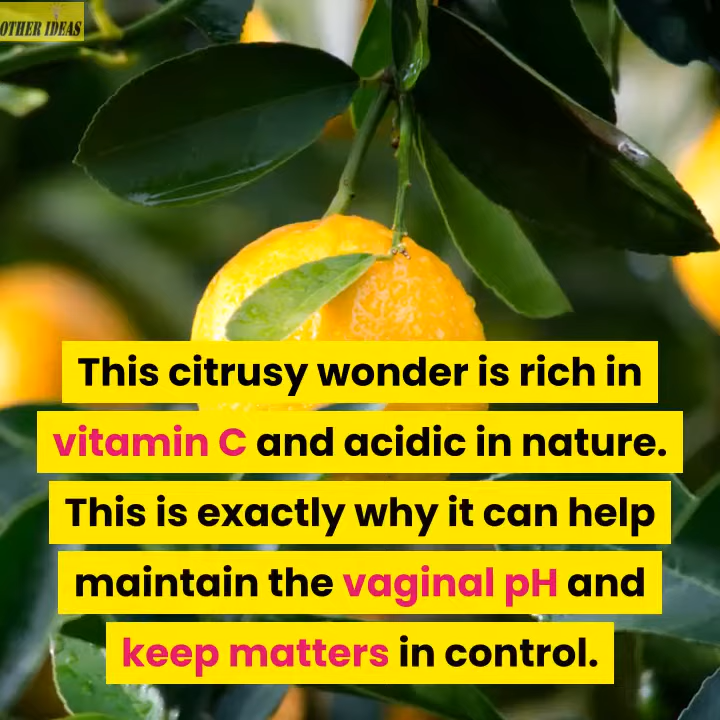 OTHER IDEAS
This citrusy wonder is rich in
vitamin C and acidic in nature.
This is exactly why it can help
maintain the vaginal pH and
keep matters in control.